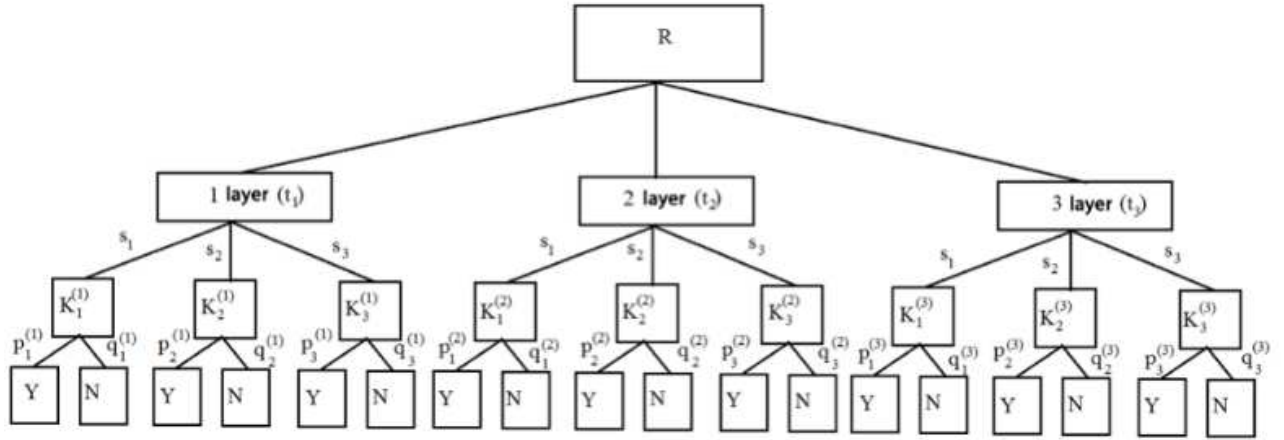 R
1 layer (t₁) 2 layer (t₂) 3 layer (t₃)
s₁ s₂ s₃ s₁ s₂ s₃ s₁ s₂ s₃
K₁⁽¹⁾ K₂⁽¹⁾ K₃⁽¹⁾ K₁⁽²⁾ K₂⁽²⁾ K₃⁽²⁾ K₁⁽³⁾ K₂⁽³⁾ K₃⁽³⁾
p₁⁽¹⁾ q₁⁽¹⁾ p₂⁽¹⁾ q₂⁽¹⁾ p₃⁽¹⁾ q₃⁽¹⁾ p₁⁽²⁾ q₁⁽²⁾ p₂⁽²⁾ q₂⁽²⁾ p₃⁽²⁾ q₃⁽²⁾ p₁⁽³⁾ q₁⁽³⁾ p₂⁽³⁾ q₂⁽³⁾ p₃⁽³⁾ q₃⁽³⁾
Y N Y N Y N Y N Y N Y N Y N Y N Y N